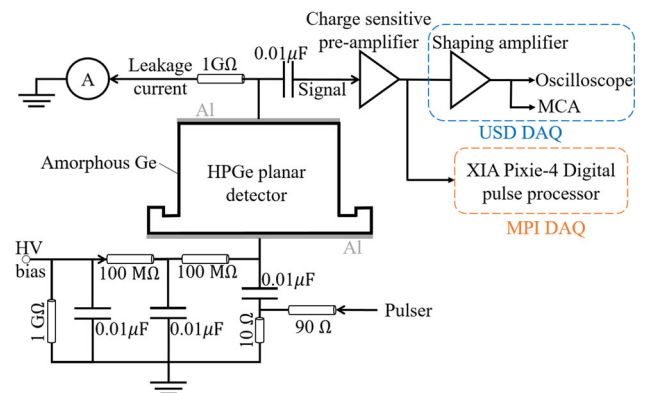 Charge sensitive
pre-amplifier
Shaping amplifier
0.01μF
1GΩ
Leakage
current
A
Signal
Oscilloscope
MCA
USD DAQ
Al
Amorphous Ge
HPGe planar
detector
XIA Pixie-4 Digital
pulse processor
MPI DAQ
Al
HV
bias
100 MΩ
100 MΩ
0.01μF
1 GΩ
0.01μF
0.01μF
10 Ω
90 Ω
Pulser